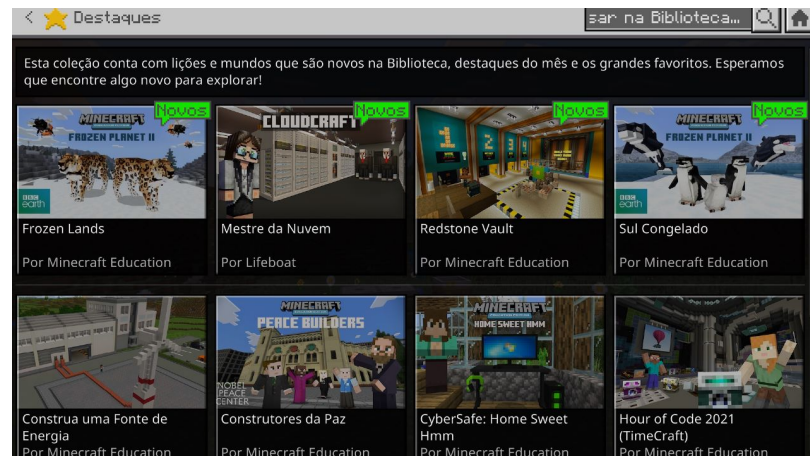 < Destaques
sar na Biblioteca...
Esta coleção conta com lições e mundos que são novos na Biblioteca, destaques do mês e os grandes favoritos. Esperamos
que encontre algo novo para explorar!
Novos
Novos
Novos
Novos
MINECRAFT
FROZEN PLANET II
BBC
earth
CLOUDCRAFT
1 2 3
MINECRAFT
FROZEN PLANET II
BBC
earth
Frozen Lands
Mestre da Nuvem
Redstone Vault
Sul Congelado
Por Minecraft Education
Por Lifeboat
Por Minecraft Education
Por Minecraft Education
MINECRAFT
PEACE BUILDERS
NOBEL
PEACE
CENTER
MINECRAFT
HOME SWEET HMM
Construa uma Fonte de
Energia
Construtores da Paz
CyberSafe: Home Sweet
Hmm
Hour of Code 2021
(TimeCraft)
Por Minecraft Education
Por Minecraft Education
Por Minecraft Education
Por Minecraft Education